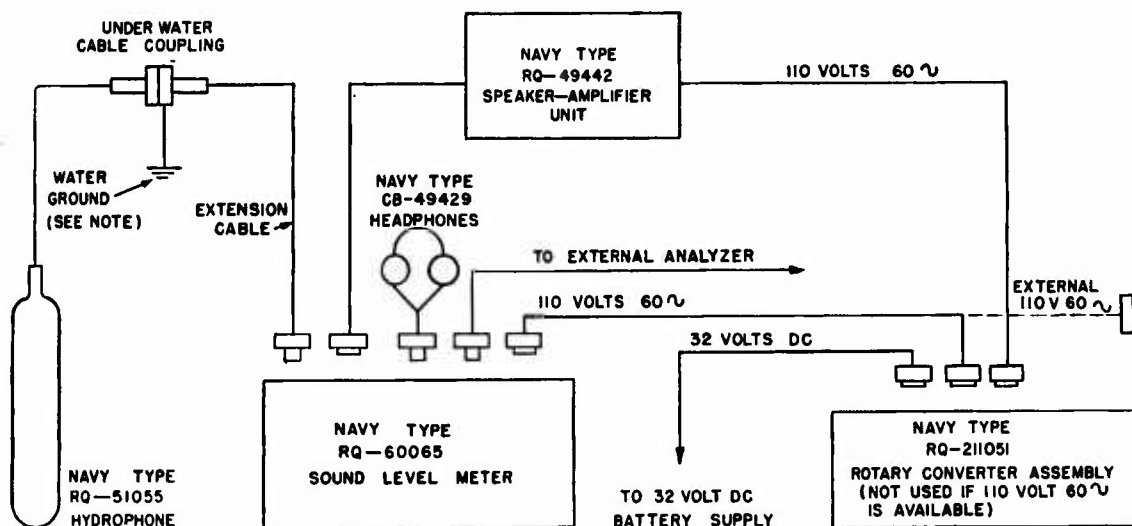 UNDER WATER
CABLE COUPLING
NAVY TYPE
RQ-49442
SPEAKER-AMPLIFIER
UNIT
110 VOLTS 60∿
WATER
GROUND
(SEE NOTE)
EXTENSION
CABLE
NAVY TYPE
CB-49429
HEADPHONES
TO EXTERNAL ANALYZER
110 VOLTS 60∿
EXTERNAL
110 V 60∿
32 VOLTS DC
NAVY TYPE
RQ-51055
HYDROPHONE
NAVY TYPE
RQ-60065
SOUND LEVEL METER
TO 32 VOLT DC
BATTERY SUPPLY
NAVY TYPE
RQ-211051
ROTARY CONVERTER ASSEMBLY
(NOT USED IF 110 VOLT 60∿
IS AVAILABLE)